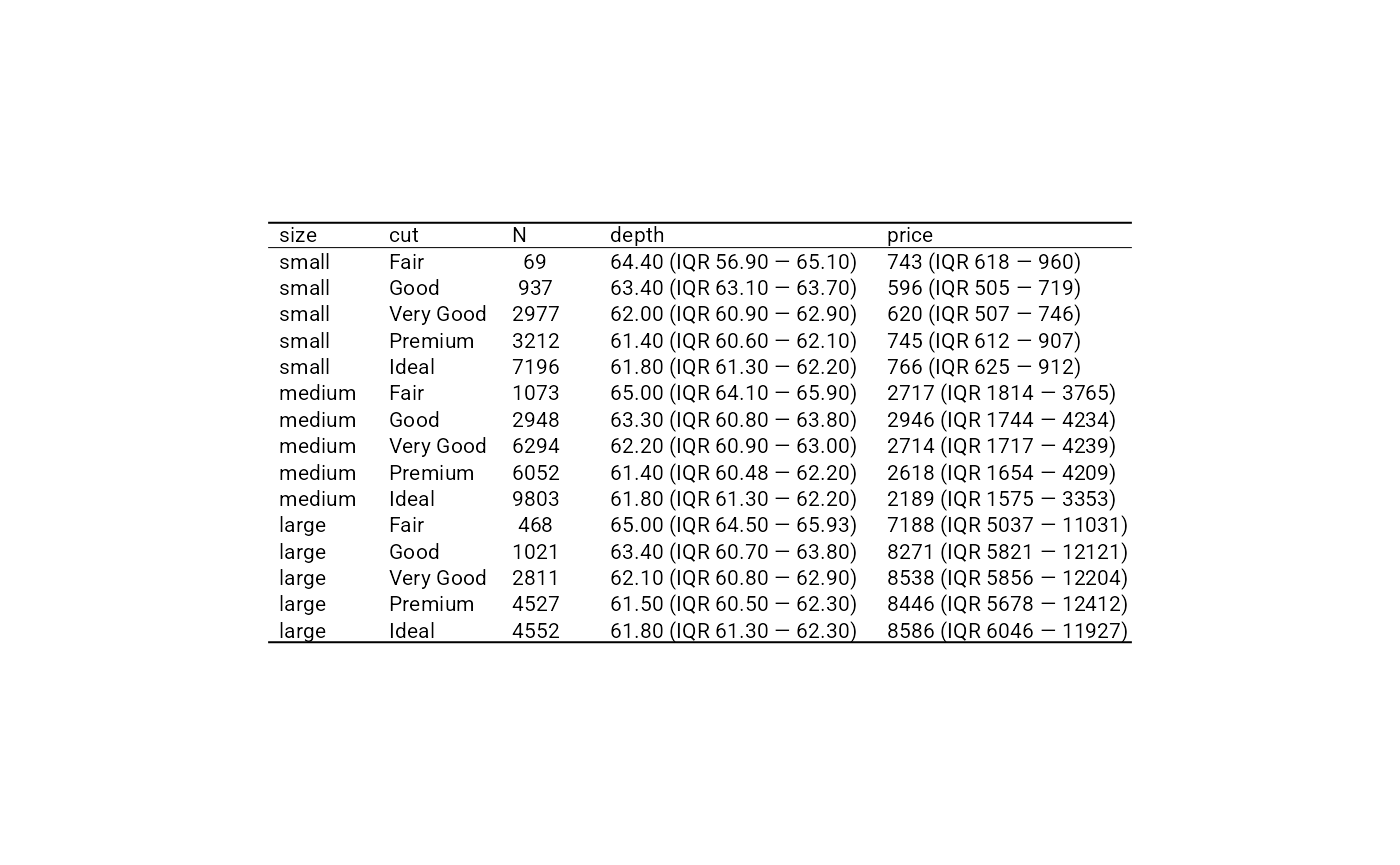 size cut N depth price
small Fair 69 64.40 (IQR 56.90 — 65.10) 743 (IQR 618 — 960)
small Good 937 63.40 (IQR 63.10 — 63.70) 596 (IQR 505 — 719)
small Very Good 2977 62.00 (IQR 60.90 — 62.90) 620 (IQR 507 — 746)
small Premium 3212 61.40 (IQR 60.60 — 62.10) 745 (IQR 612 — 907)
small Ideal 7196 61.80 (IQR 61.30 — 62.20) 766 (IQR 625 — 912)
medium Fair 1073 65.00 (IQR 64.10 — 65.90) 2717 (IQR 1814 — 3765)
medium Good 2948 63.30 (IQR 60.80 — 63.80) 2946 (IQR 1744 — 4234)
medium Very Good 6294 62.20 (IQR 60.90 — 63.00) 2714 (IQR 1717 — 4239)
medium Premium 6052 61.40 (IQR 60.48 — 62.20) 2618 (IQR 1654 — 4209)
medium Ideal 9803 61.80 (IQR 61.30 — 62.20) 2189 (IQR 1575 — 3353)
large Fair 468 65.00 (IQR 64.50 — 65.93) 7188 (IQR 5037 — 11031)
large Good 1021 63.40 (IQR 60.70 — 63.80) 8271 (IQR 5821 — 12121)
large Very Good 2811 62.10 (IQR 60.80 — 62.90) 8538 (IQR 5856 — 12204)
large Premium 4527 61.50 (IQR 60.50 — 62.30) 8446 (IQR 5678 — 12412)
large Ideal 4552 61.80 (IQR 61.30 — 62.30) 8586 (IQR 6046 — 11927)